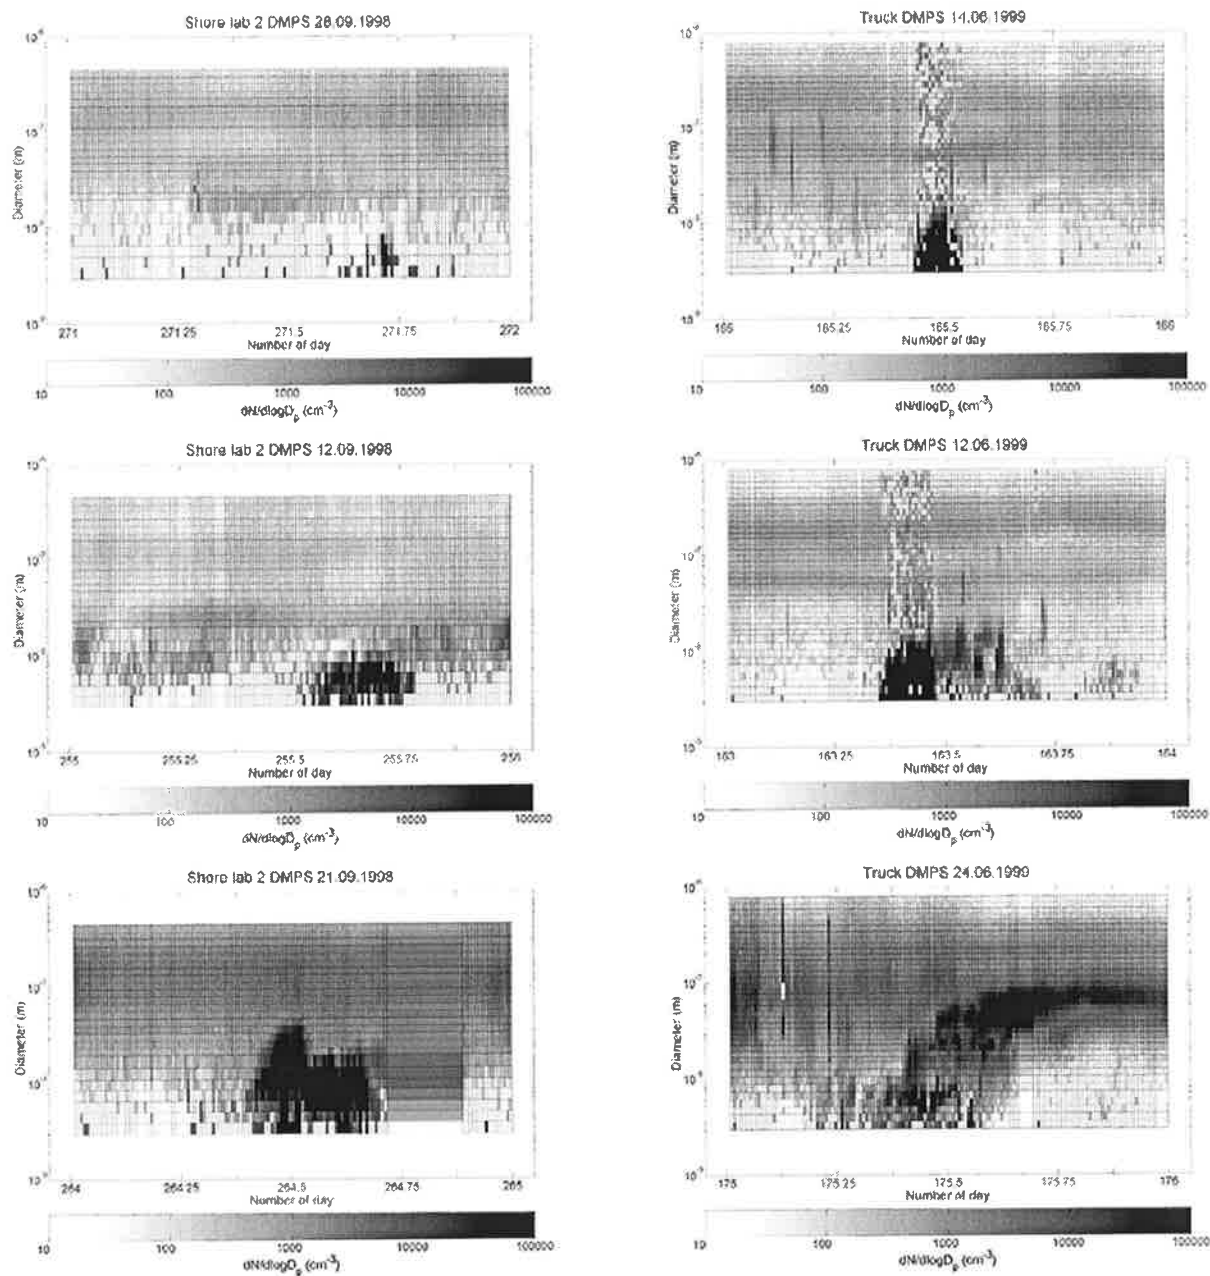 Shore lab 2 DMPS 28.09.1998
Diameter (m)
271
271.25
271.5
271.75
272
Number of day
10
100
1000
10000
100000
dN/dlogDp (cm-3)
Truck DMPS 14.06.1999
Diameter (m)
165
165.25
165.5
165.75
166
Number of day
10
100
1000
10000
100000
dN/dlogDp (cm-3)
Shore lab 2 DMPS 12.09.1998
Diameter (m)
255
255.25
255.5
255.75
256
Number of day
10
100
1000
10000
100000
dN/dlogDp (cm-3)
Truck DMPS 12.06.1999
Diameter (m)
163
163.25
163.5
163.75
164
Number of day
10
100
1000
10000
100000
dN/dlogDp (cm-3)
Shore lab 2 DMPS 21.09.1998
Diameter (m)
264
264.25
264.5
264.75
265
Number of day
10
100
1000
10000
100000
dN/dlogDp (cm-3)
Truck DMPS 24.06.1999
Diameter (m)
175
175.25
175.5
175.75
176
Number of day
10
100
1000
10000
100000
dN/dlogDp (cm-3)